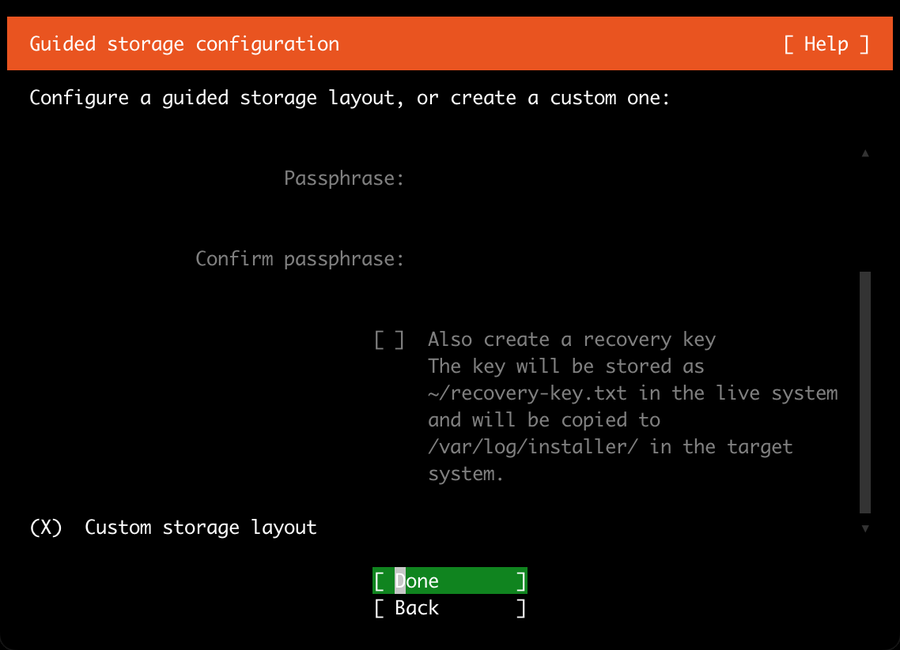 Guided storage configuration [ Help ]
Configure a guided storage layout, or create a custom one:
Passphrase:
Confirm passphrase:
[ ] Also create a recovery key
The key will be stored as
~/recovery-key.txt in the live system
and will be copied to
/var/log/installer/ in the target
system.
(X) Custom storage layout
[ Done ]
[ Back ]